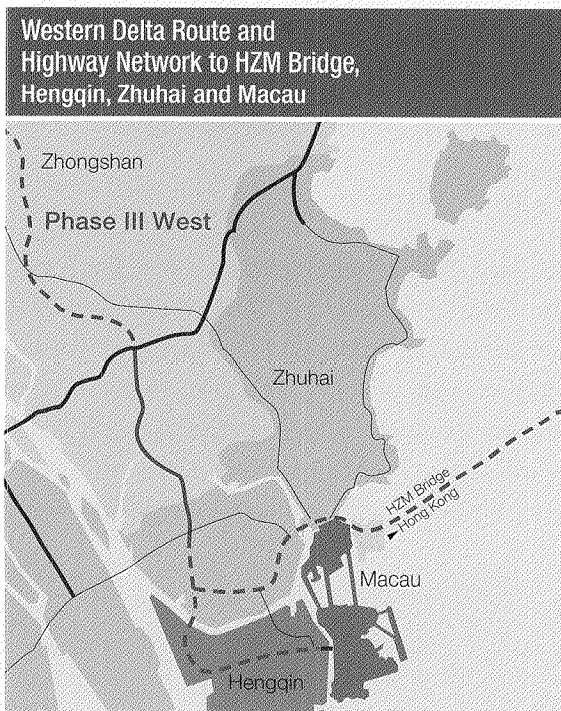 Western Delta Route and
Highway Network to HZM Bridge,
Hengqin, Zhuhai and Macau
Zhongshan
Phase III West
Zhuhai
HZM Bridge
Hong Kong
Macau
Hengqin